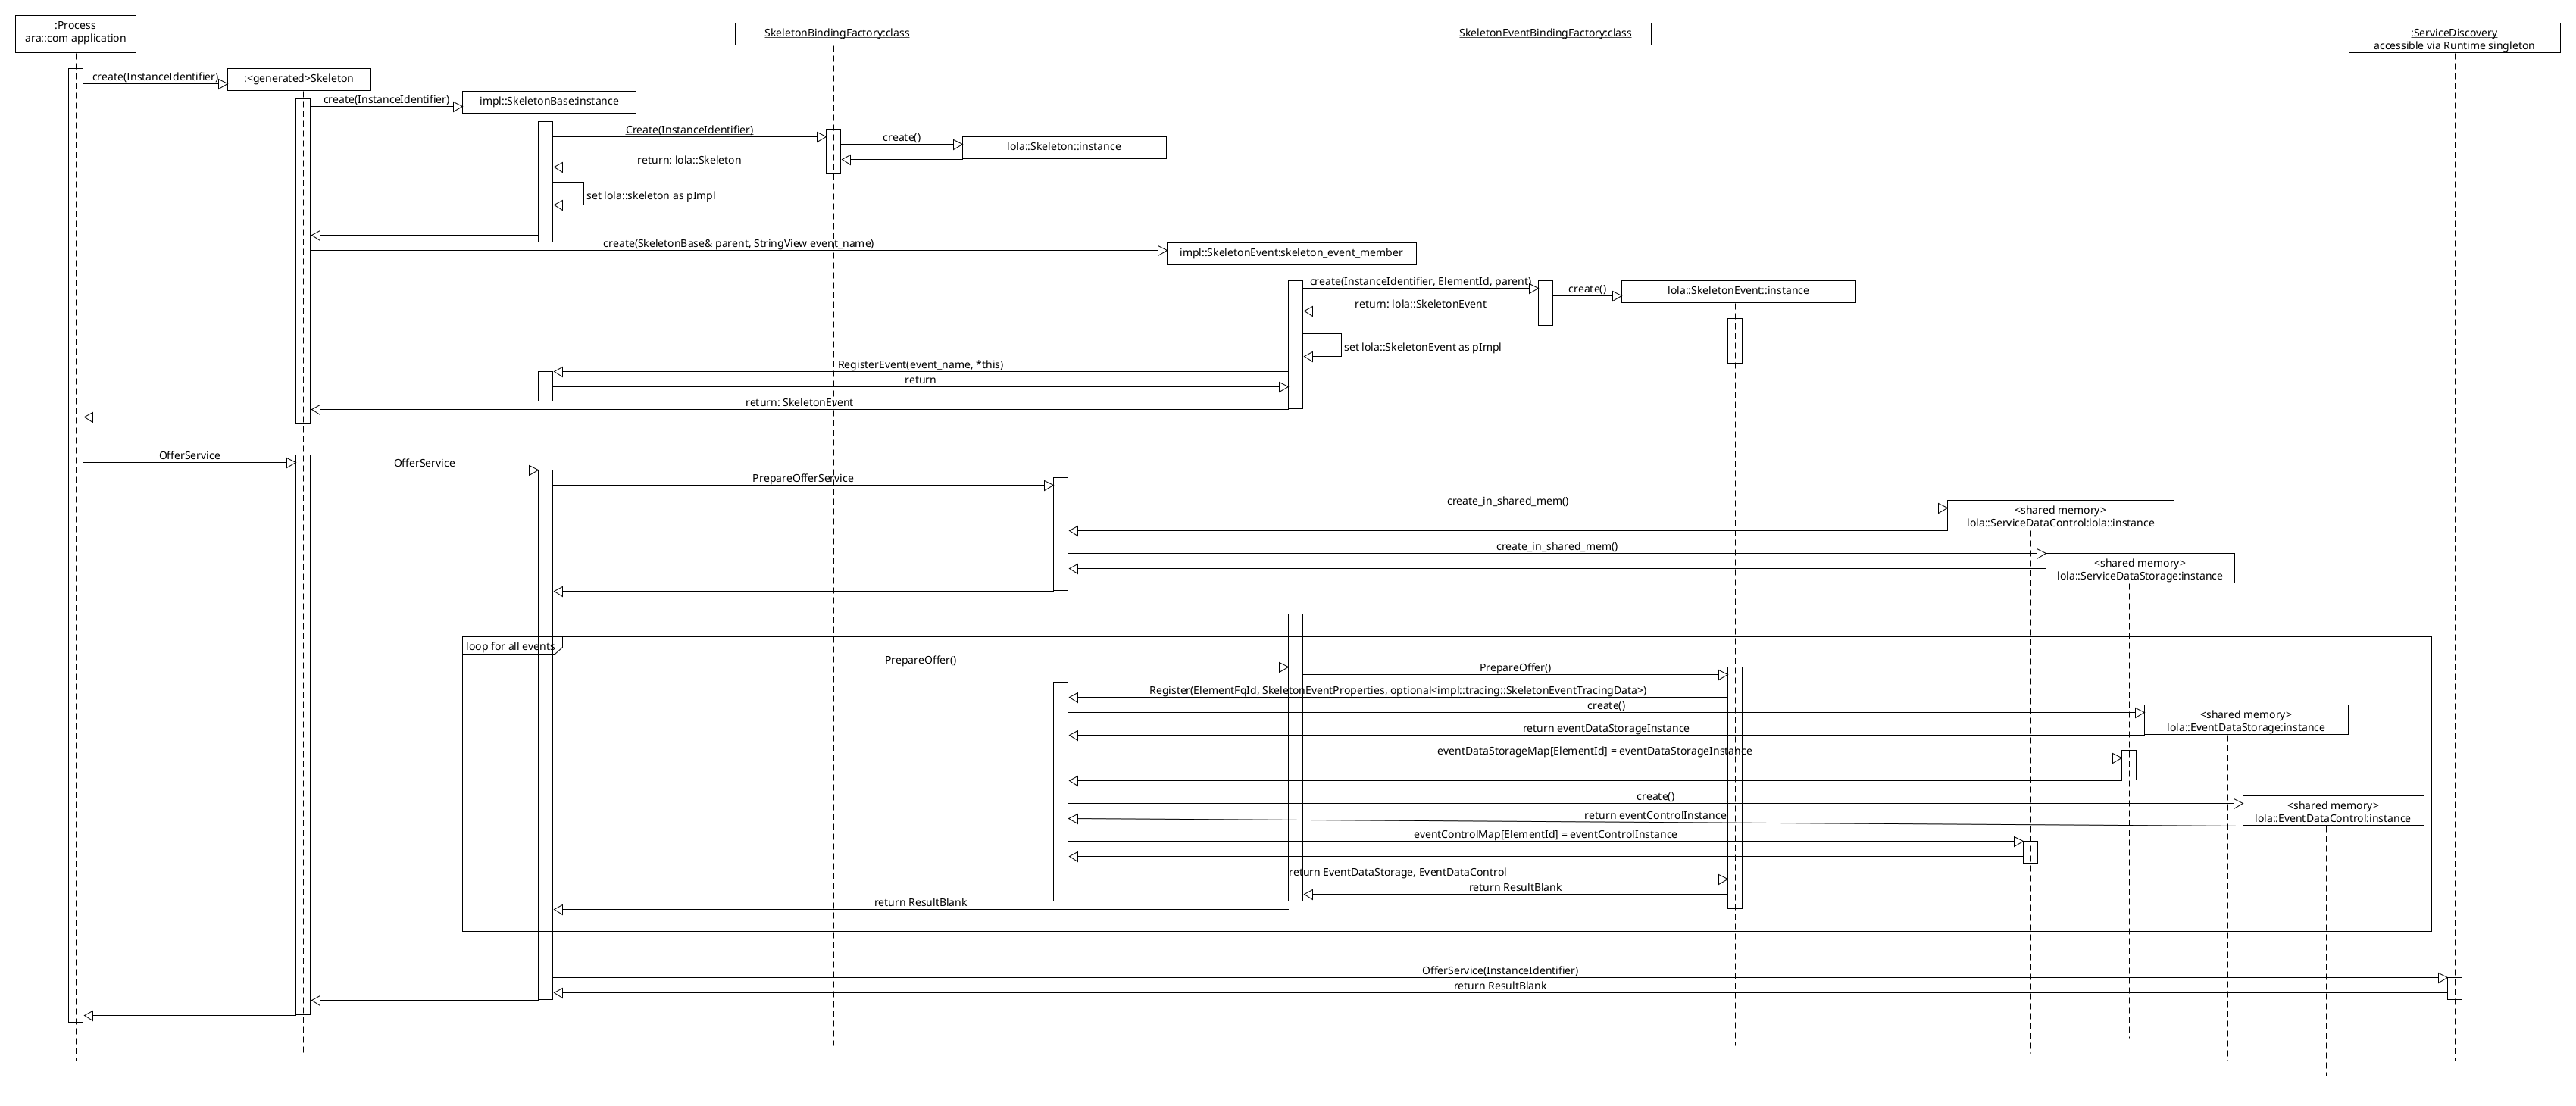 :Process
ara::com application
SkeletonBindingFactory:class
SkeletonEventBindingFactory:class
:ServiceDiscovery
accessible via Runtime singleton
create(InstanceIdentifier)
:<generated>Skeleton
create(InstanceIdentifier)
impl::SkeletonBase:instance
Create(InstanceIdentifier)
create()
lola::Skeleton::instance
return: lola::Skeleton
set lola::skeleton as pImpl
create(SkeletonBase& parent, StringView event_name)
impl::SkeletonEvent:skeleton_event_member
create(InstanceIdentifier, ElementId, parent)
create()
lola::SkeletonEvent::instance
return: lola::SkeletonEvent
set lola::SkeletonEvent as pImpl
RegisterEvent(event_name, *this)
return
return: SkeletonEvent
OfferService
OfferService
PrepareOfferService
create_in_shared_mem()
<shared memory>
lola::ServiceDataControl:lola::instance
create_in_shared_mem()
<shared memory>
lola::ServiceDataStorage:instance
loop for all events
PrepareOffer()
PrepareOffer()
Register(ElementFqId, SkeletonEventProperties, optional<impl::tracing::SkeletonEventTracingData>)
create()
<shared memory>
lola::EventDataStorage:instance
return eventDataStorageInstance
eventDataStorageMap[ElementId] = eventDataStorageInstance
create()
<shared memory>
lola::EventDataControl:instance
return eventControlInstance
eventControlMap[ElementId] = eventControlInstance
return EventDataStorage, EventDataControl
return ResultBlank
return ResultBlank
OfferService(InstanceIdentifier)
return ResultBlank